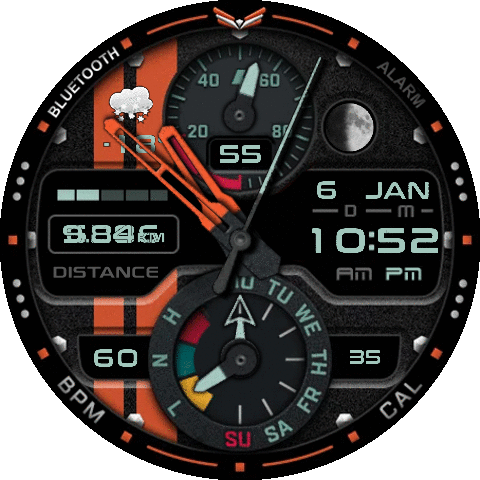 BLUETOOTH
ALARM
40 60
20 80
55
6 JAN
D M
10:52
AM PM
DISTANCE
TU
WE
TH
FR
SA
SU
H
N
L
60
35
BPM
CAL